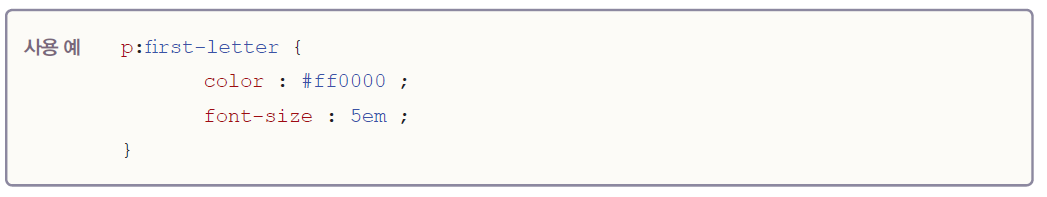 사용 예 p:first-letter {
color : #ff0000 ;
font-size : 5em ;
}